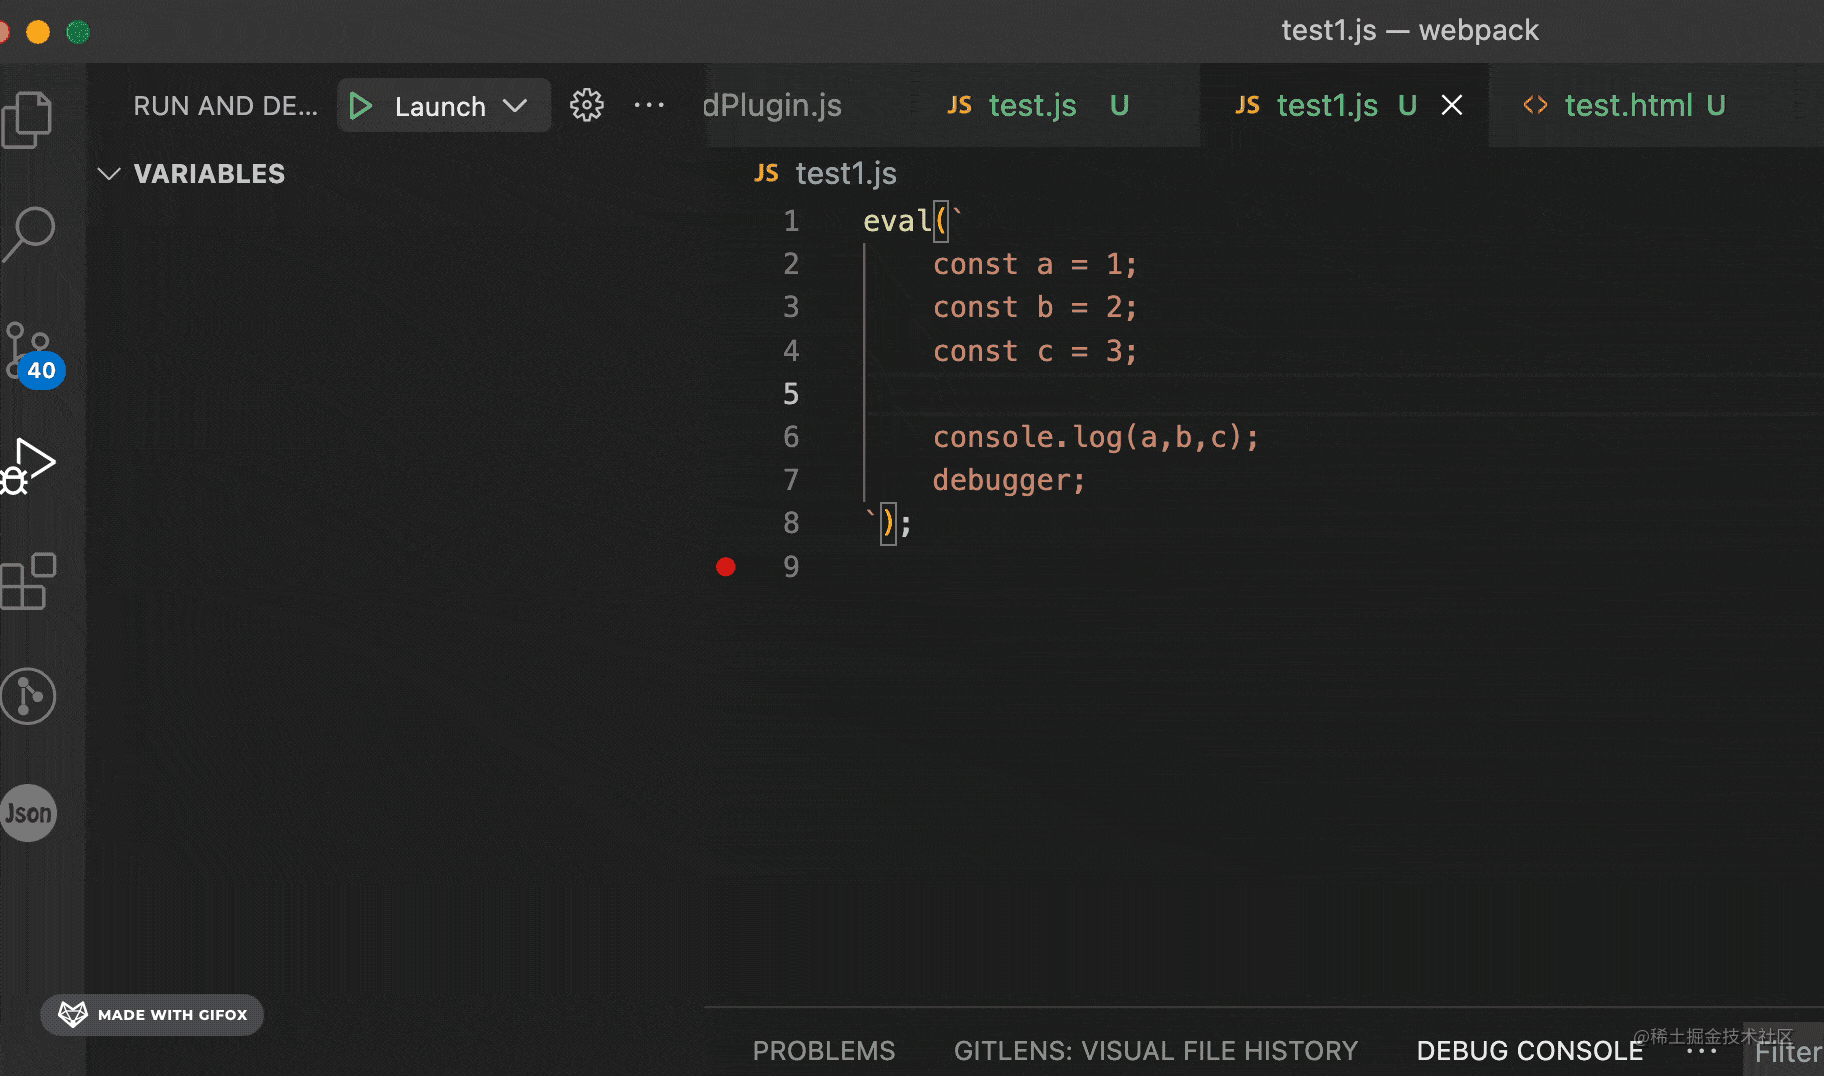 test1.js — webpack
RUN AND DE... Launch
dPlugin.js JS test.js U JS test1.js U test.html U
VARIABLES
JS test1.js
1 eval(`
2 const a = 1;
3 const b = 2;
4 const c = 3;
5
6 console.log(a,b,c);
7 debugger;
8 `);
9
40
Json
MADE WITH GIFOX
PROBLEMS GITLENS: VISUAL FILE HISTORY DEBUG CONSOLE ... Filter
@稀土掘金技术社区